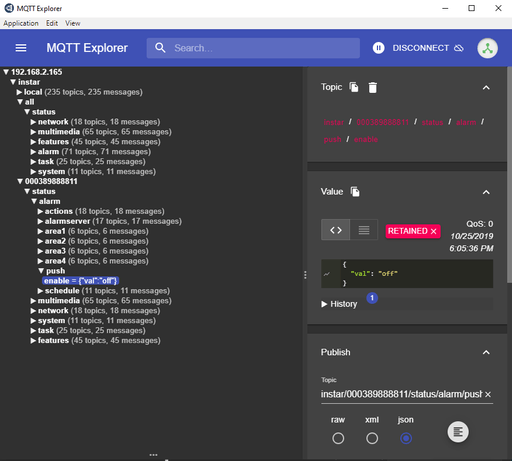 MQTT Explorer
Application Edit View
MQTT Explorer
Search...
DISCONNECT
192.168.2.165
instar
local (235 topics, 235 messages)
all
status
network (18 topics, 18 messages)
multimedia (65 topics, 65 messages)
features (45 topics, 45 messages)
alarm (71 topics, 71 messages)
task (25 topics, 25 messages)
system (11 topics, 11 messages)
000389888811
status
alarm
actions (18 topics, 18 messages)
alarmserver (17 topics, 17 messages)
area1 (6 topics, 6 messages)
area2 (6 topics, 6 messages)
area3 (6 topics, 6 messages)
area4 (6 topics, 6 messages)
push
enable = {"val":"off"}
schedule (11 topics, 11 messages)
multimedia (65 topics, 65 messages)
network (18 topics, 18 messages)
system (11 topics, 11 messages)
task (25 topics, 25 messages)
features (45 topics, 45 messages)
Topic
instar / 000389888811 / status / alarm /
push / enable
Value
RETAINED
QoS: 0
10/25/2019
6:05:36 PM
{
"val": "off"
}
History
1
Publish
Topic
instar/000389888811/status/alarm/push
raw xml json